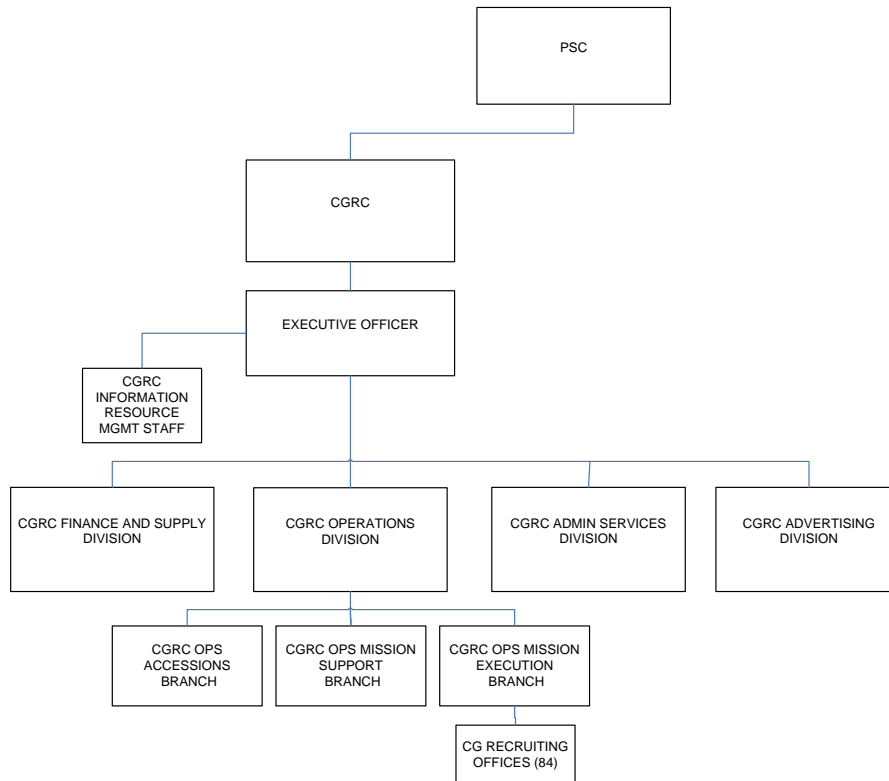 PSC
CGRC
EXECUTIVE OFFICER
CGRC
INFORMATION
RESOURCE
MGMT STAFF
CGRC FINANCE AND SUPPLY
DIVISION
CGRC OPERATIONS
DIVISION
CGRC ADMIN SERVICES
DIVISION
CGRC ADVERTISING
DIVISION
CGRC OPS
ACCESSIONS
BRANCH
CGRC OPS MISSION
SUPPORT
BRANCH
CGRC OPS MISSION
EXECUTION
BRANCH
CG RECRUITING
OFFICES (84)